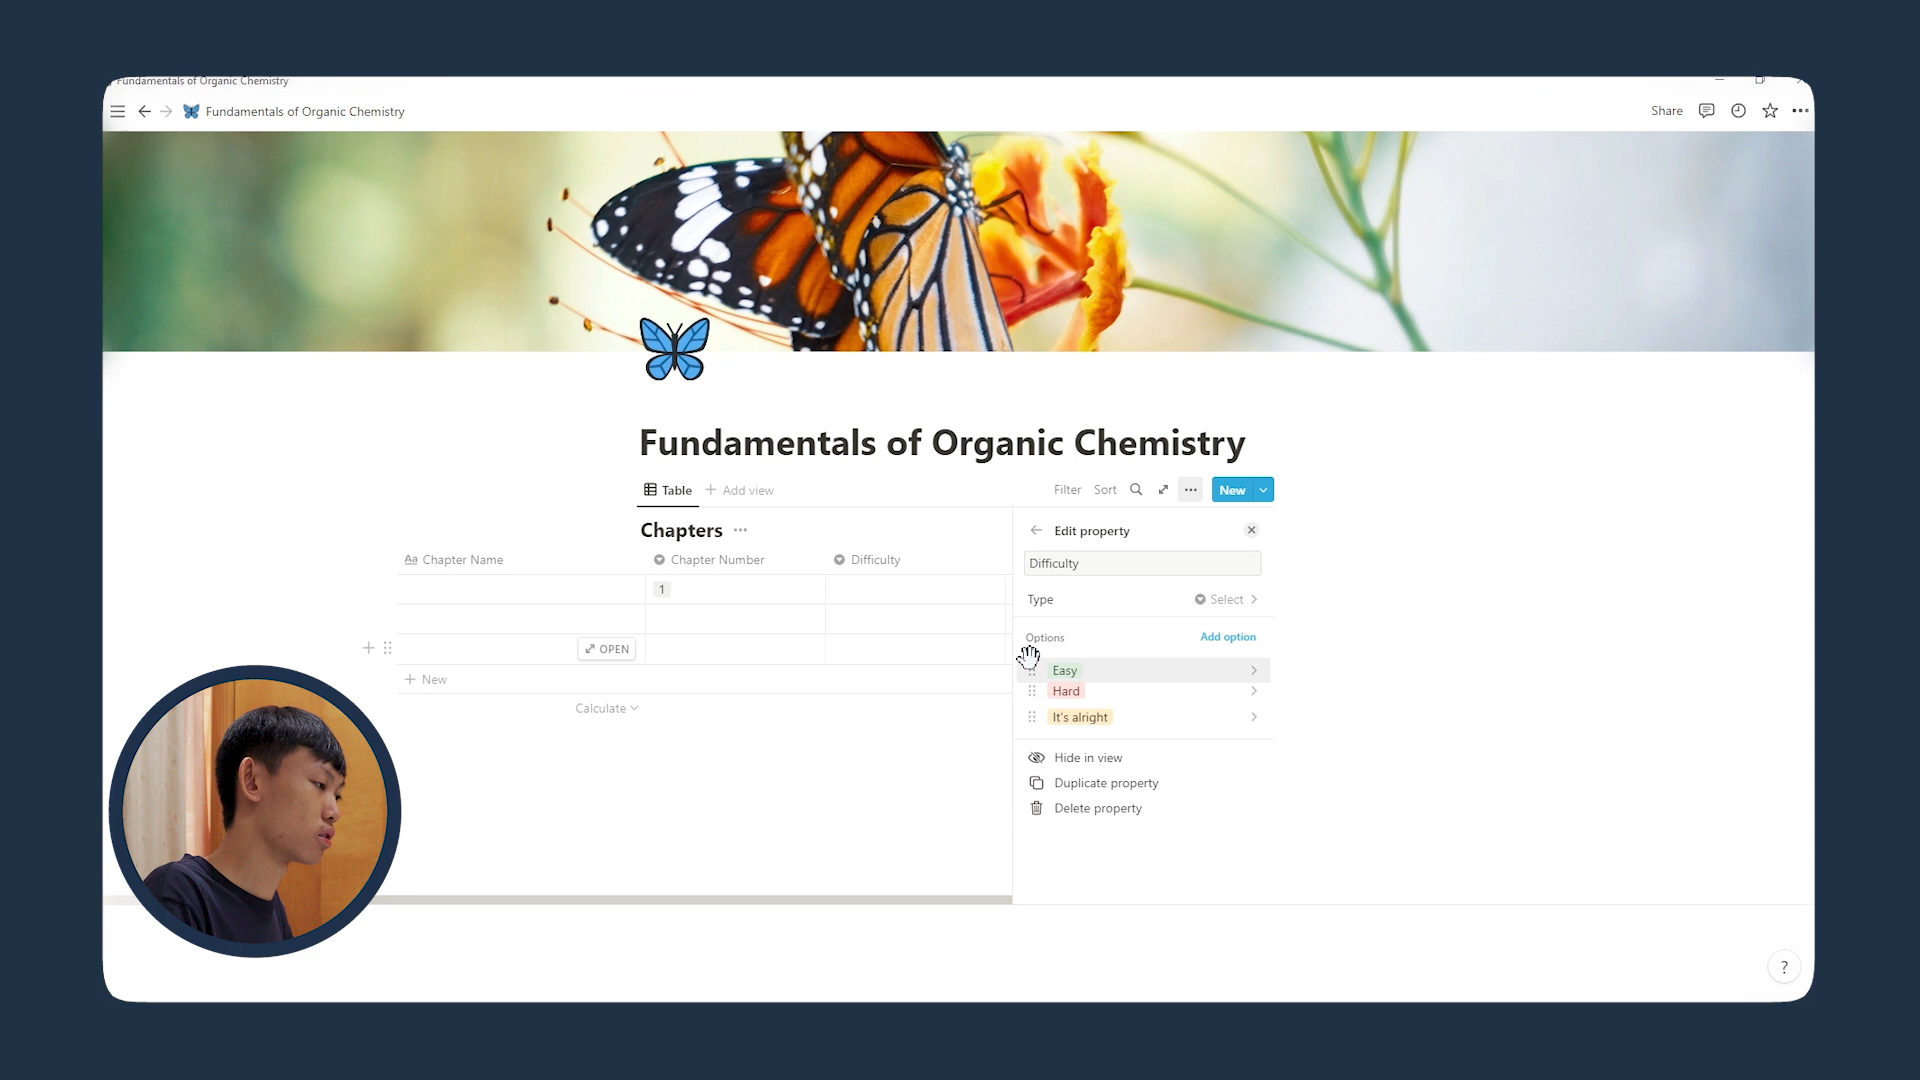 Fundamentals of Organic Chemistry
Fundamentals of Organic Chemistry
Share
Fundamentals of Organic Chemistry
Table
Add view
Filter
Sort
New
Chapters
Aa Chapter Name
Chapter Number
Difficulty
1
OPEN
New
Calculate
Edit property
Difficulty
Type
Select
Options
Add option
Easy
Hard
It's alright
Hide in view
Duplicate property
Delete property
?